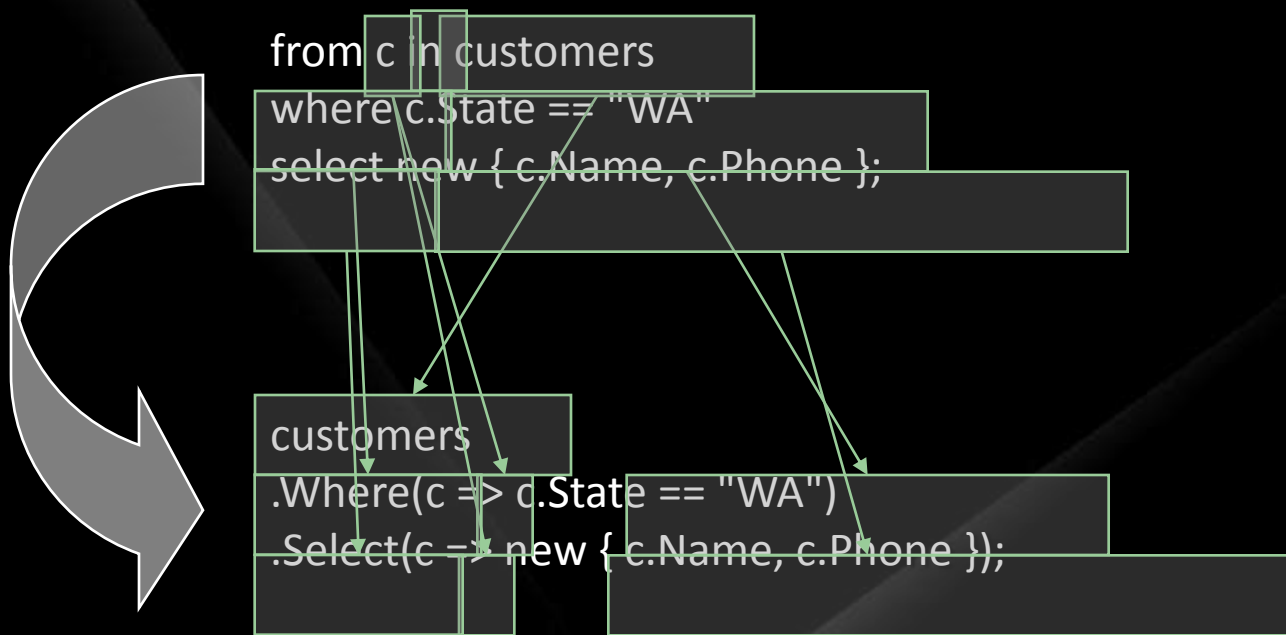 from c in customers
where c.State == "WA"
select new { c.Name, c.Phone };
customers
.Where(c => c.State == "WA")
.Select(c => new { c.Name, c.Phone });